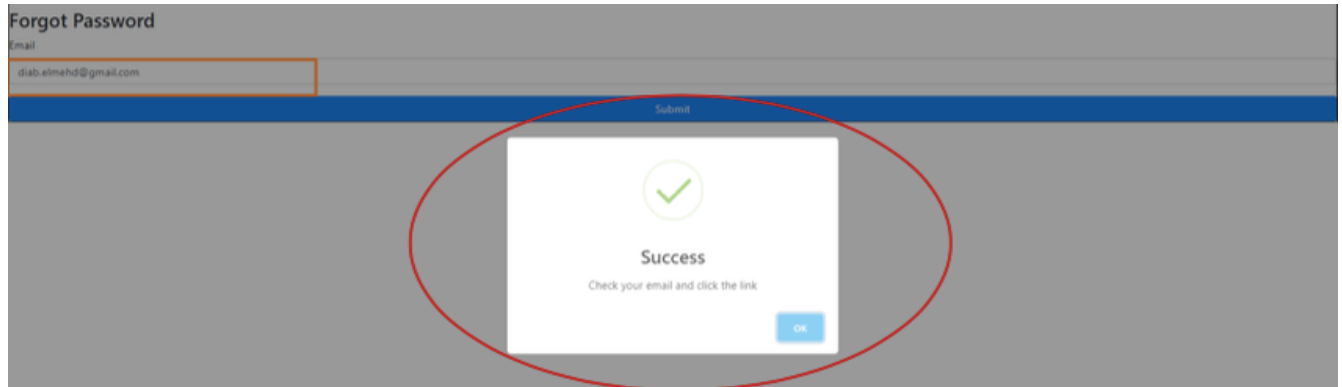 Forgot Password
Email
diab.elmehd@gmail.com
Submit
Success
Check your email and click the link
OK